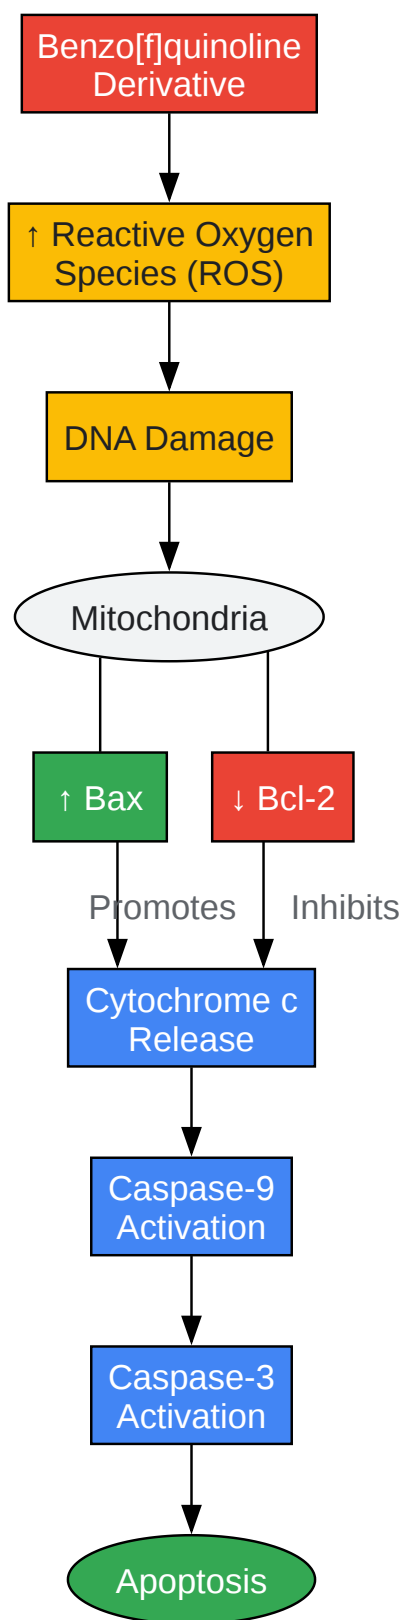 Benzo[f]quinoline
Derivative
↑ Reactive Oxygen
Species (ROS)
DNA Damage
Mitochondria
↑ Bax
↓ Bcl-2
Promotes
Inhibits
Cytochrome c
Release
Caspase-9
Activation
Caspase-3
Activation
Apoptosis